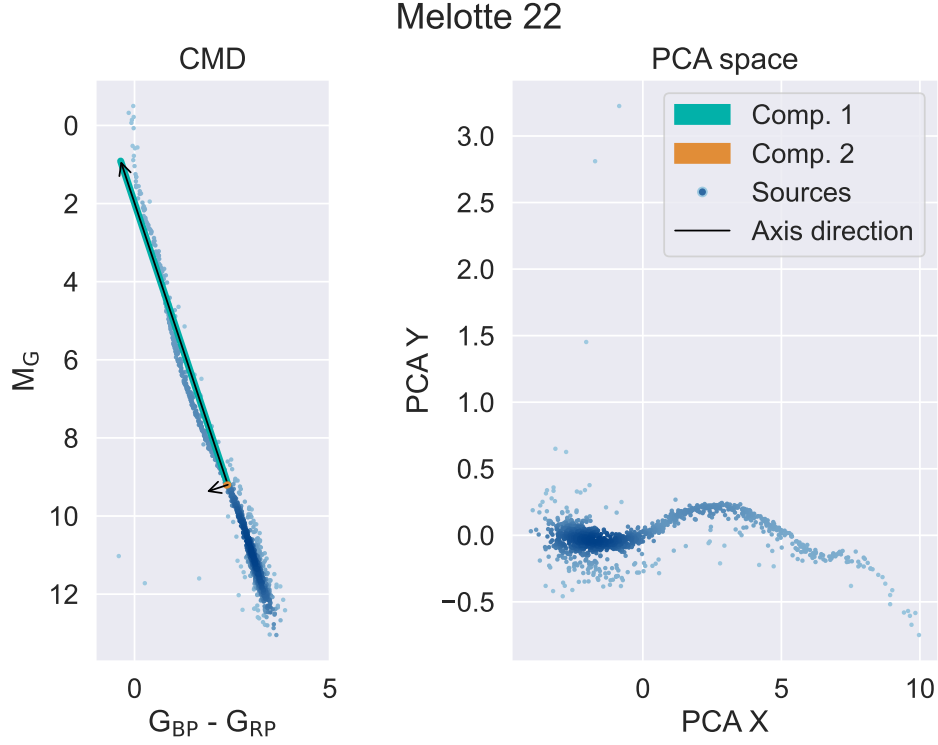 Melotte 22
CMD
PCA space
0
2
4
6
8
10
12
M_G
0
5
G_BP - G_RP
3.0
2.5
2.0
1.5
1.0
0.5
0.0
−0.5
PCA Y
0
5
10
PCA X
Comp. 1
Comp. 2
Sources
Axis direction